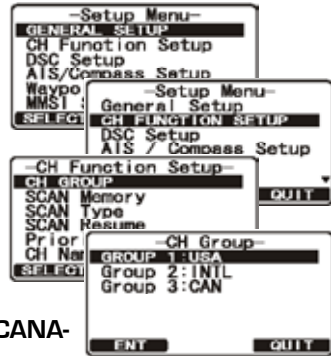 -Setup Menu-
GENERAL SETUP
CH Function Setup
DSC Setup
AIS/Compass Setup
Waypo
MMSI
SELECT
-Setup Menu-
General Setup
CH FUNCTION SETUP
DSC Setup
AIS / Compass Setup
QUIT
-CH Function Setup-
CH GROUP
SCAN Memory
SCAN Type
SCAN Resume
Prior
CH Nam
SELECT
-CH Group-
GROUP 1:USA
Group 2:INTL
Group 3:CAN
ENT QUIT
CANA-